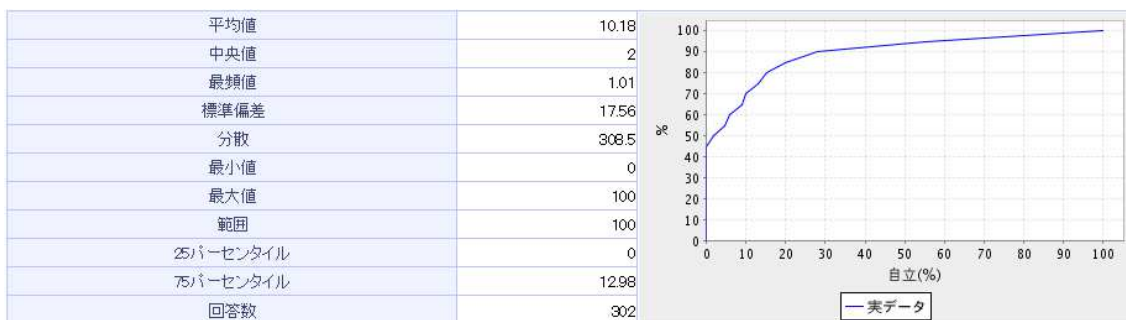 平均値 10.18
中央値 2
最頻値 1.01
標準偏差 17.56
分散 308.5
最小値 0
最大値 100
範囲 100
25パーセンタイル 0
75パーセンタイル 12.98
回答数 302
100
90
80
70
60
50
40
30
20
10
0
%
0 10 20 30 40 50 60 70 80 90 100
自立(%)
実データ